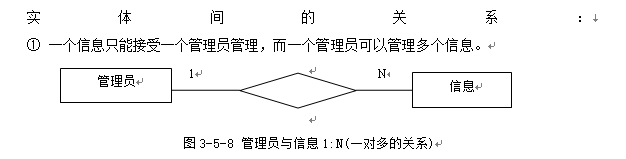 实体间的关系：
① 一个信息只能接受一个管理员管理，而一个管理员可以管理多个信息。
管理员 1 N 信息
图 3-5-8 管理员与信息 1:N(一对多的关系)